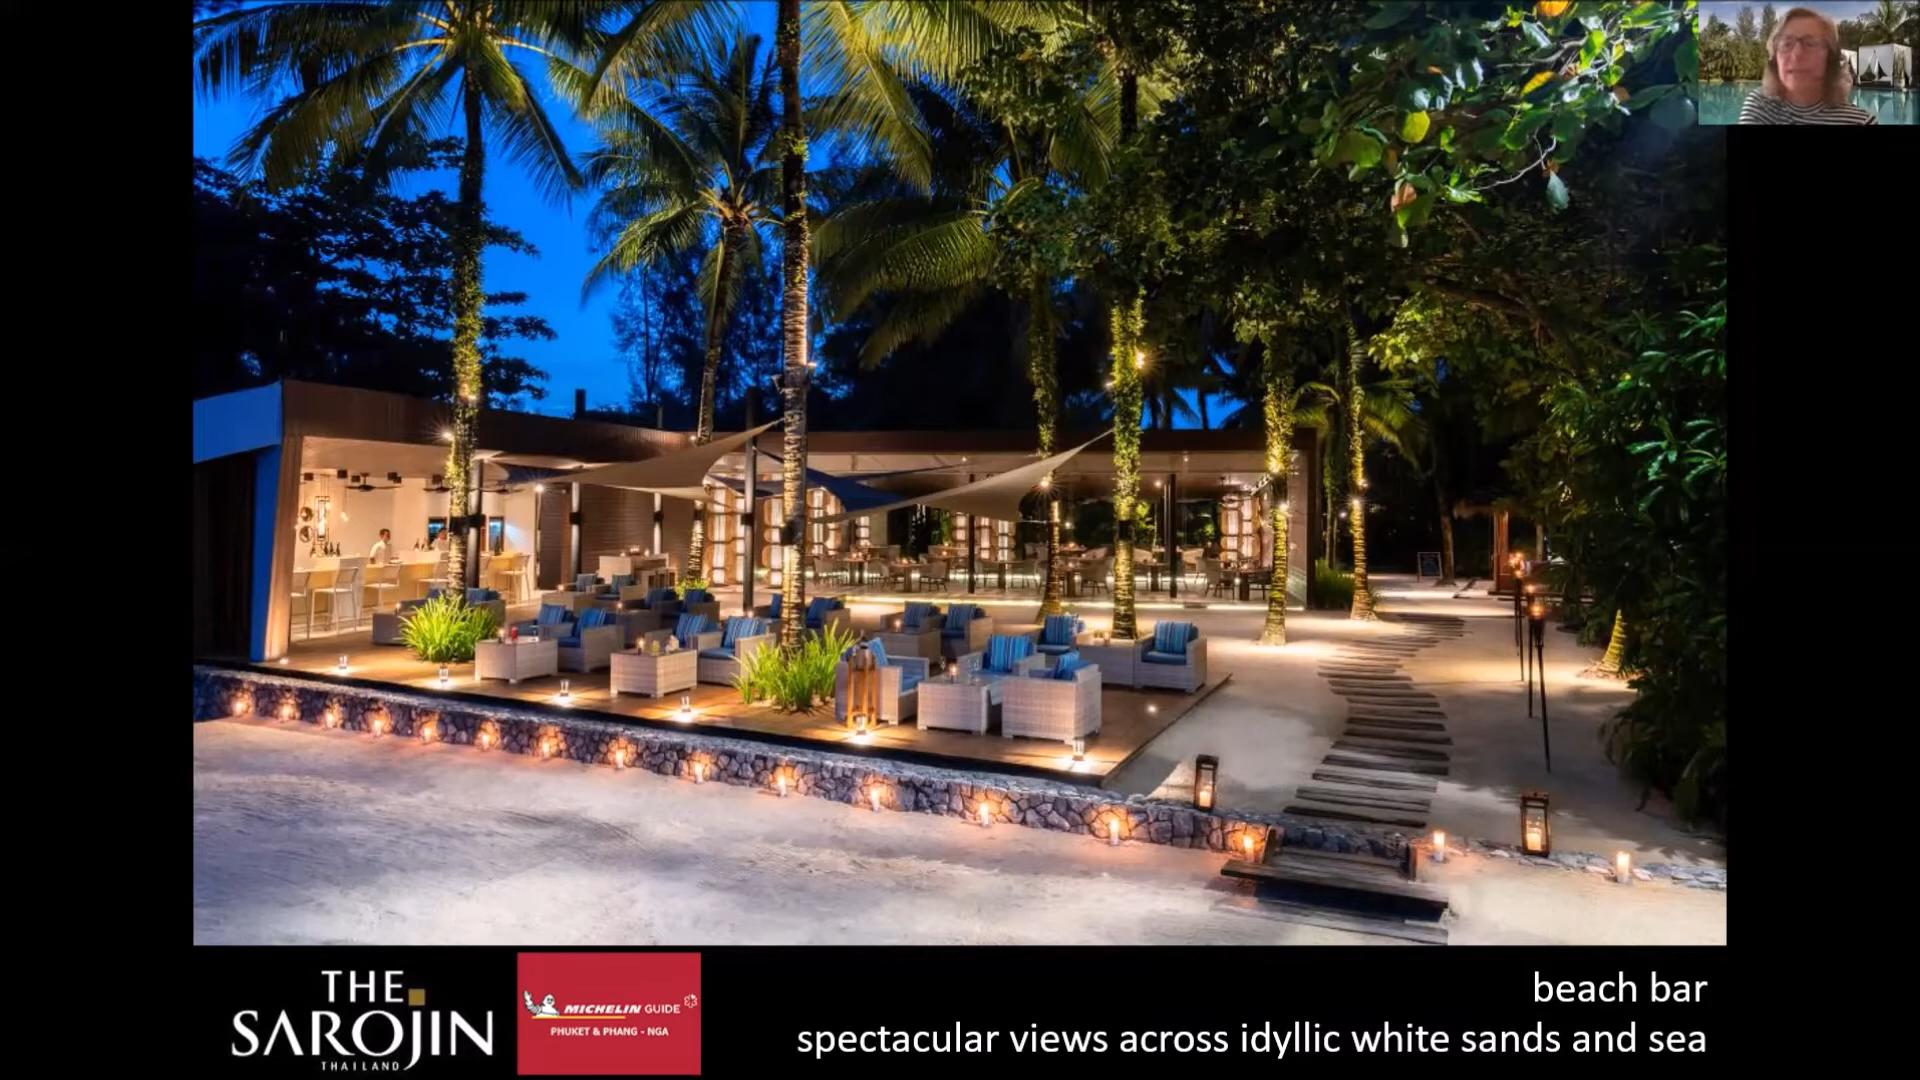 THE
SAROJIN
THAILAND
MICHELIN GUIDE
PHUKET & PHANG - NGA
beach bar
spectacular views across idyllic white sands and sea